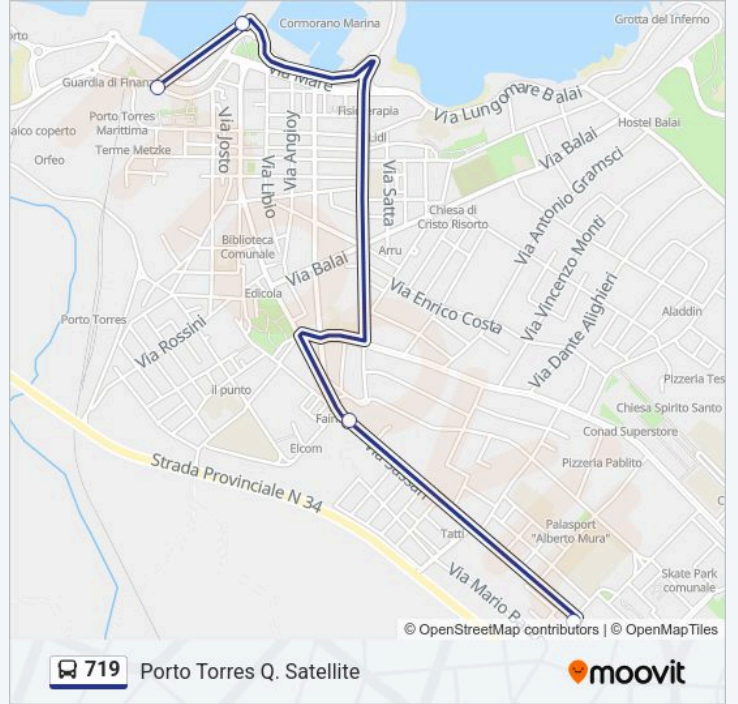 Cormorano Marina
Grotta del Inferno
orto
Guardia di Finanza
Via Mare
Via Lungomare Balai
Porto Torres
Marittima
Fisioterapia
Hostel Balai
aico coperto
Terme Metzke
Via Josto
Via Angioy
Lidl
Via Balai
Orfeo
Via Libio
Via Satta
Via Antonio Gramsci
Chiesa di
Cristo Risorto
Via Vincenzo Monti
Biblioteca
Comunale
Arru
Via Balai
Edicola
Via Enrico Costa
Via Dante Alighieri
Aladdin
Porto Torres
Via Rossini
Pizzeria Tes
il punto
Chiesa Spirito Santo
Fain
Conad Superstore
Elcom
Via Sassari
Pizzeria Pablito
Strada Provinciale N 34
Palasport
"Alberto Mura"
Tatti
C
Via Mario P
Skate Park
comunale
© OpenStreetMap contributors | © OpenMapTiles
719 Porto Torres Q. Satellite
moovit